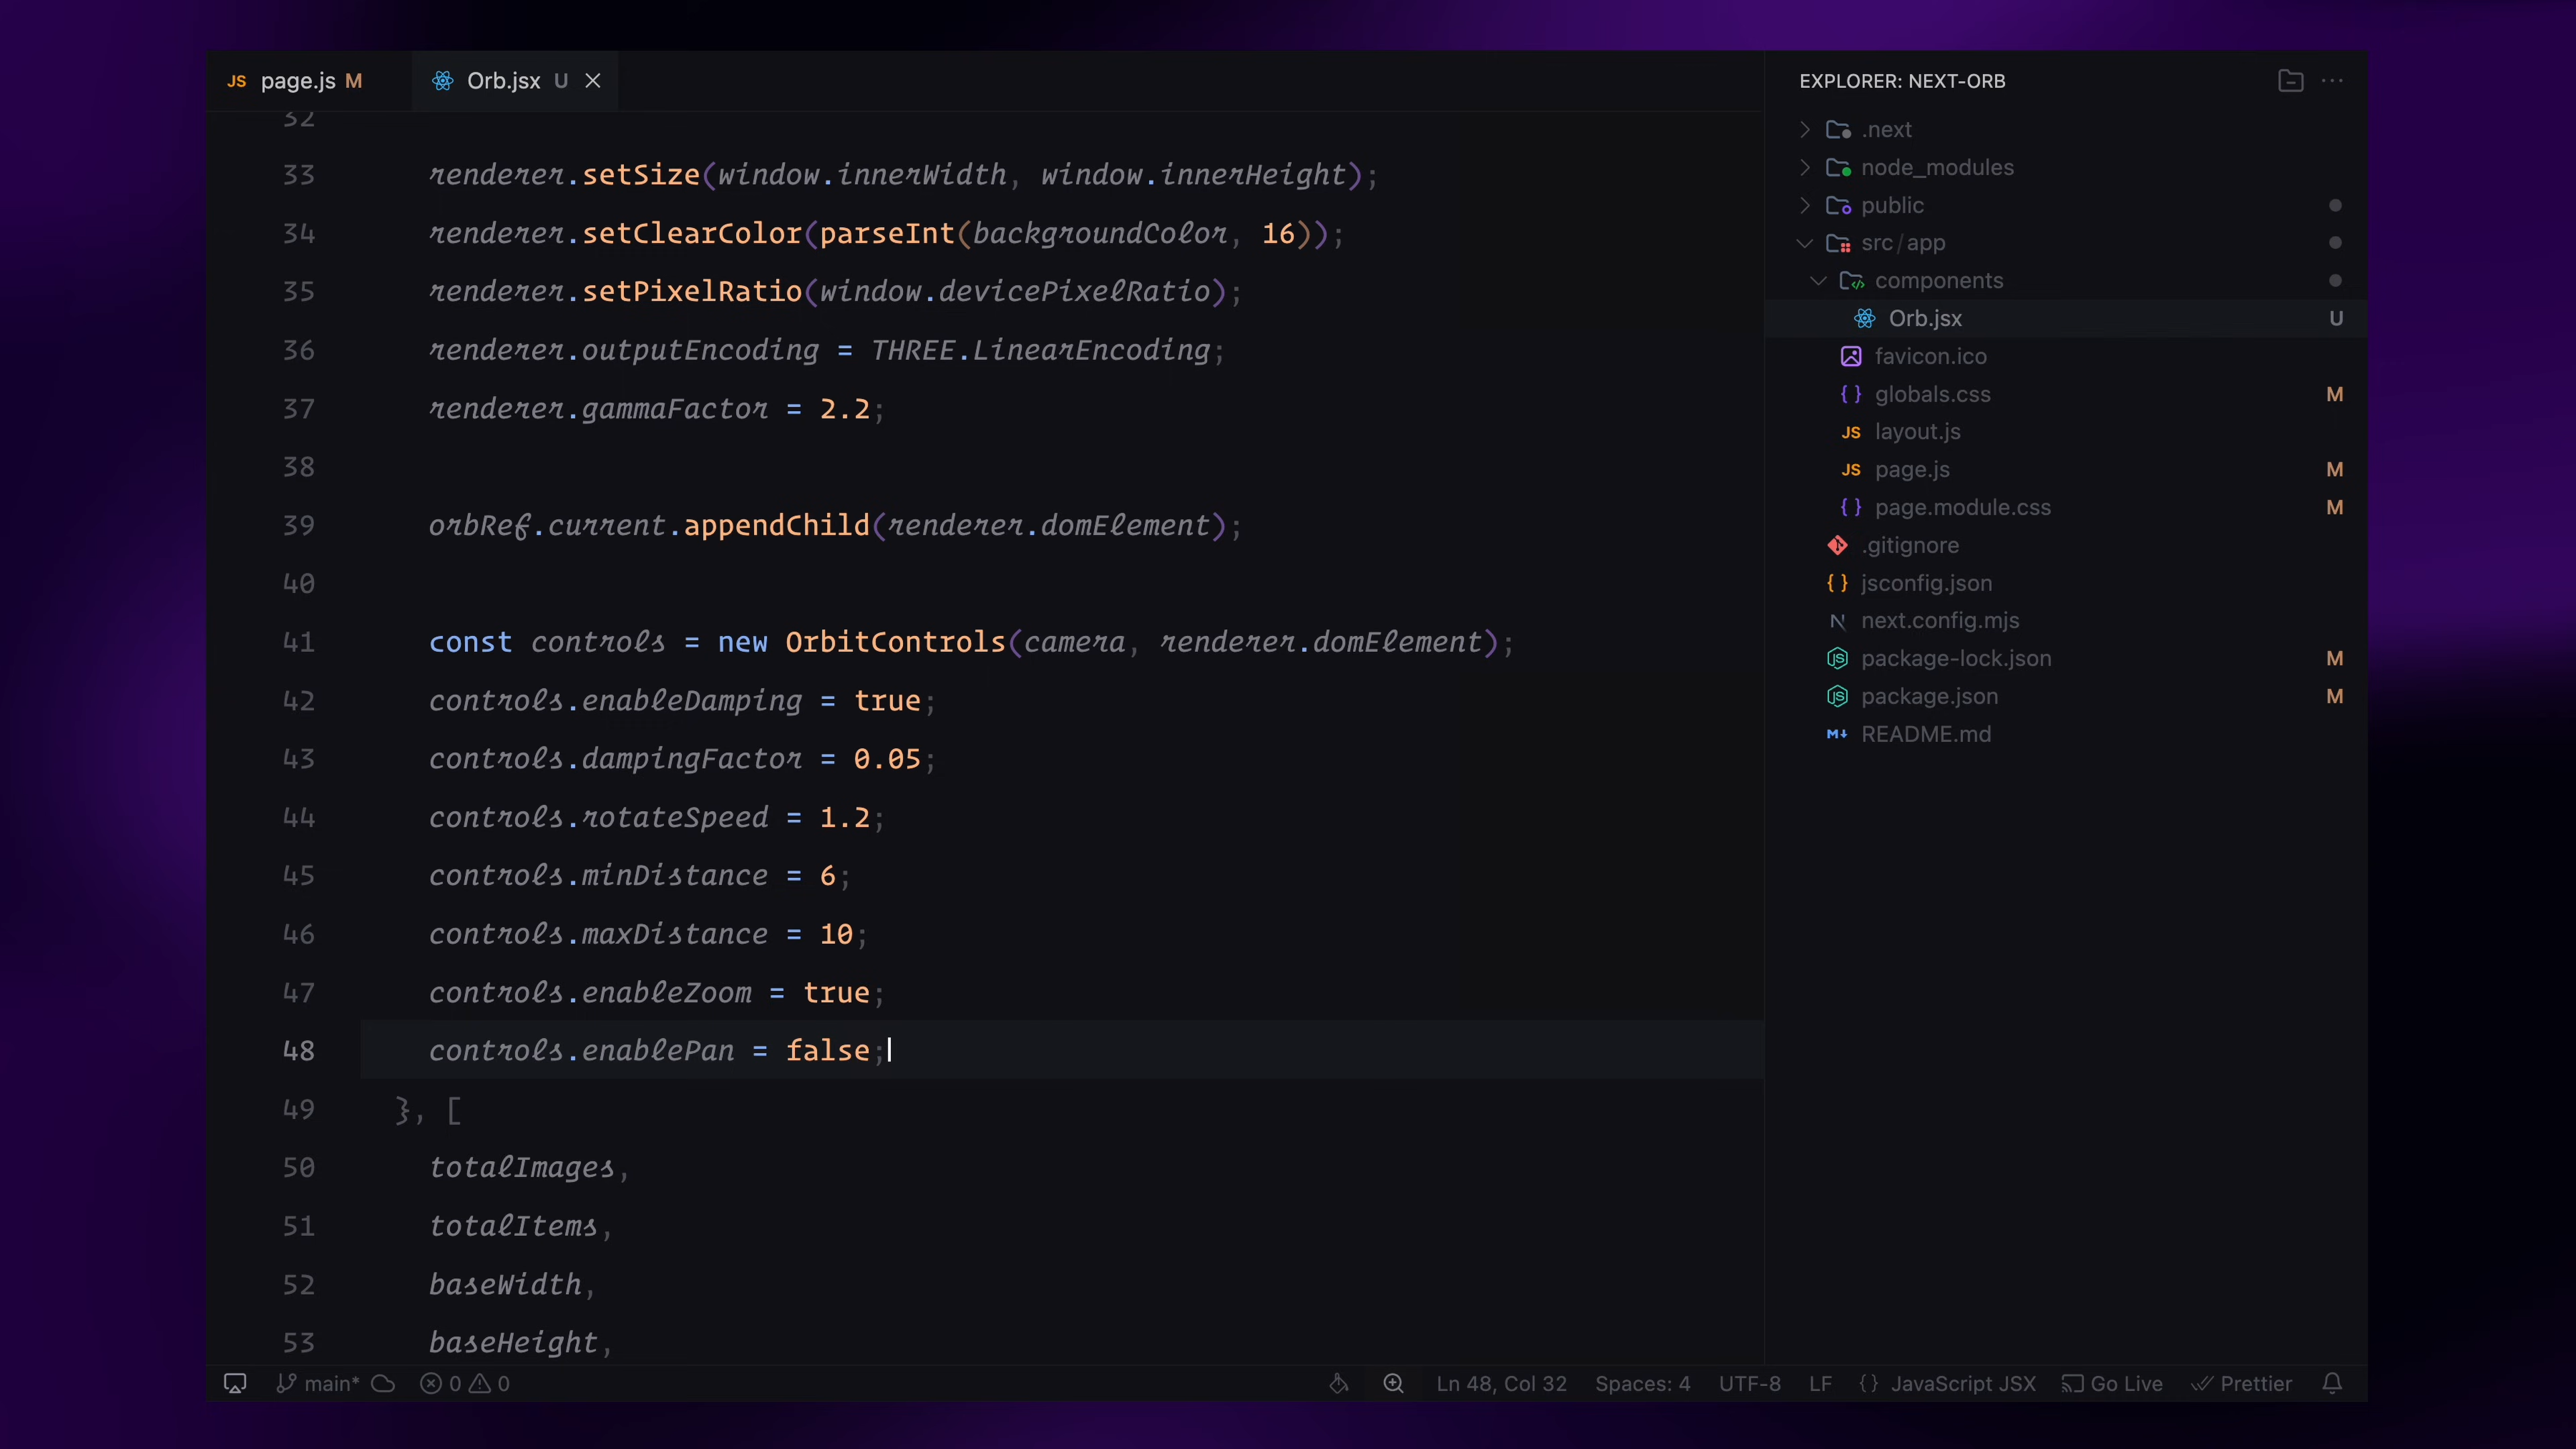 JS page.js M
Orb.jsx U
32
33 renderer.setSize(window.innerWidth, window.innerHeight);
34 renderer.setClearColor(parseInt(backgroundColor, 16));
35 renderer.setPixelRatio(window.devicePixelRatio);
36 renderer.outputEncoding = THREE.LinearEncoding;
37 renderer.gammaFactor = 2.2;
38
39 orbRef.current.appendChild(renderer.domElement);
40
41 const controls = new OrbitControls(camera, renderer.domElement);
42 controls.enableDamping = true;
43 controls.dampingFactor = 0.05;
44 controls.rotateSpeed = 1.2;
45 controls.minDistance = 6;
46 controls.maxDistance = 10;
47 controls.enableZoom = true;
48 controls.enablePan = false;
49 }, [
50 totalImages,
51 totalItems,
52 baseWidth,
53 baseHeight,
EXPLORER: NEXT-ORB
.next
node_modules
public
src/app
components
Orb.jsx U
favicon.ico
{ } globals.css M
JS layout.js
JS page.js M
{ } page.module.css M
.gitignore
{ } jsconfig.json
N next.config.mjs
JS package-lock.json M
JS package.json M
M↓ README.md
main* 0 0 Ln 48, Col 32 Spaces: 4 UTF-8 LF {} JavaScript JSX Go Live Prettier